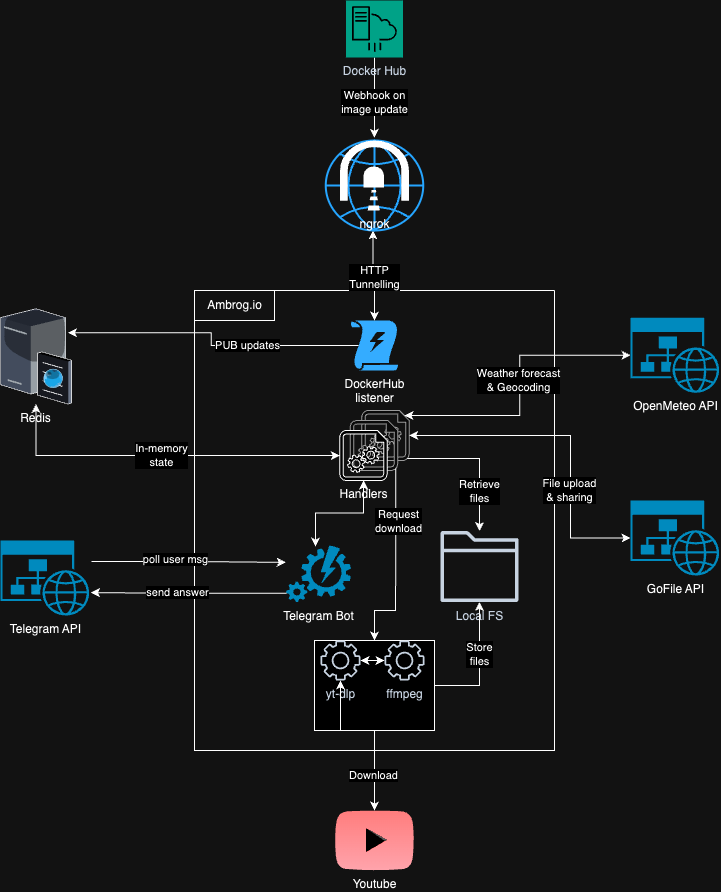 Docker Hub
Webhook on
image update
ngrok
HTTP
Tunnelling
Ambrog.io
PUB updates
DockerHub
listener
Weather forecast
& Geocoding
OpenMeteo API
Redis
In-memory
state
Handlers
Retrieve
files
File upload
& sharing
Request
download
poll user msg
send answer
Telegram API
Telegram Bot
Local FS
GoFile API
Store
files
yt-dlp
ffmpeg
Download
Youtube